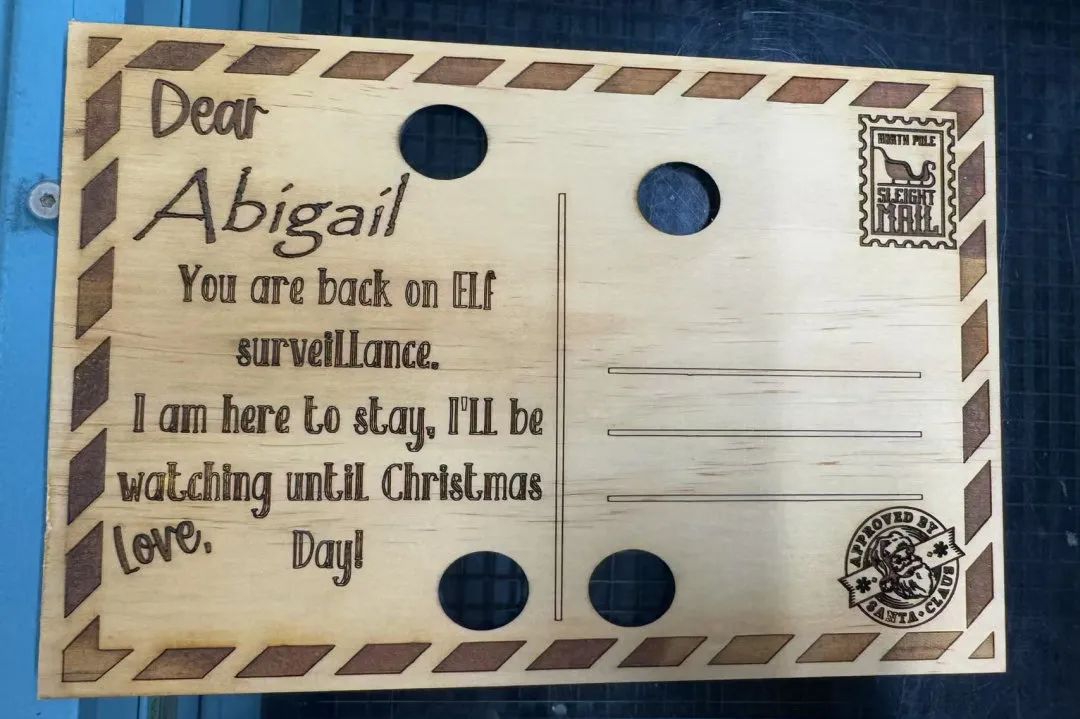 Dear
Abigail
You are back on Elf
surveillance.
I am here to stay, I'll be
watching until Christmas
Love,
Day!
NORTH POLE
SLEIGHT
MAIL
APPROVED BY
SANTA • CLAUS